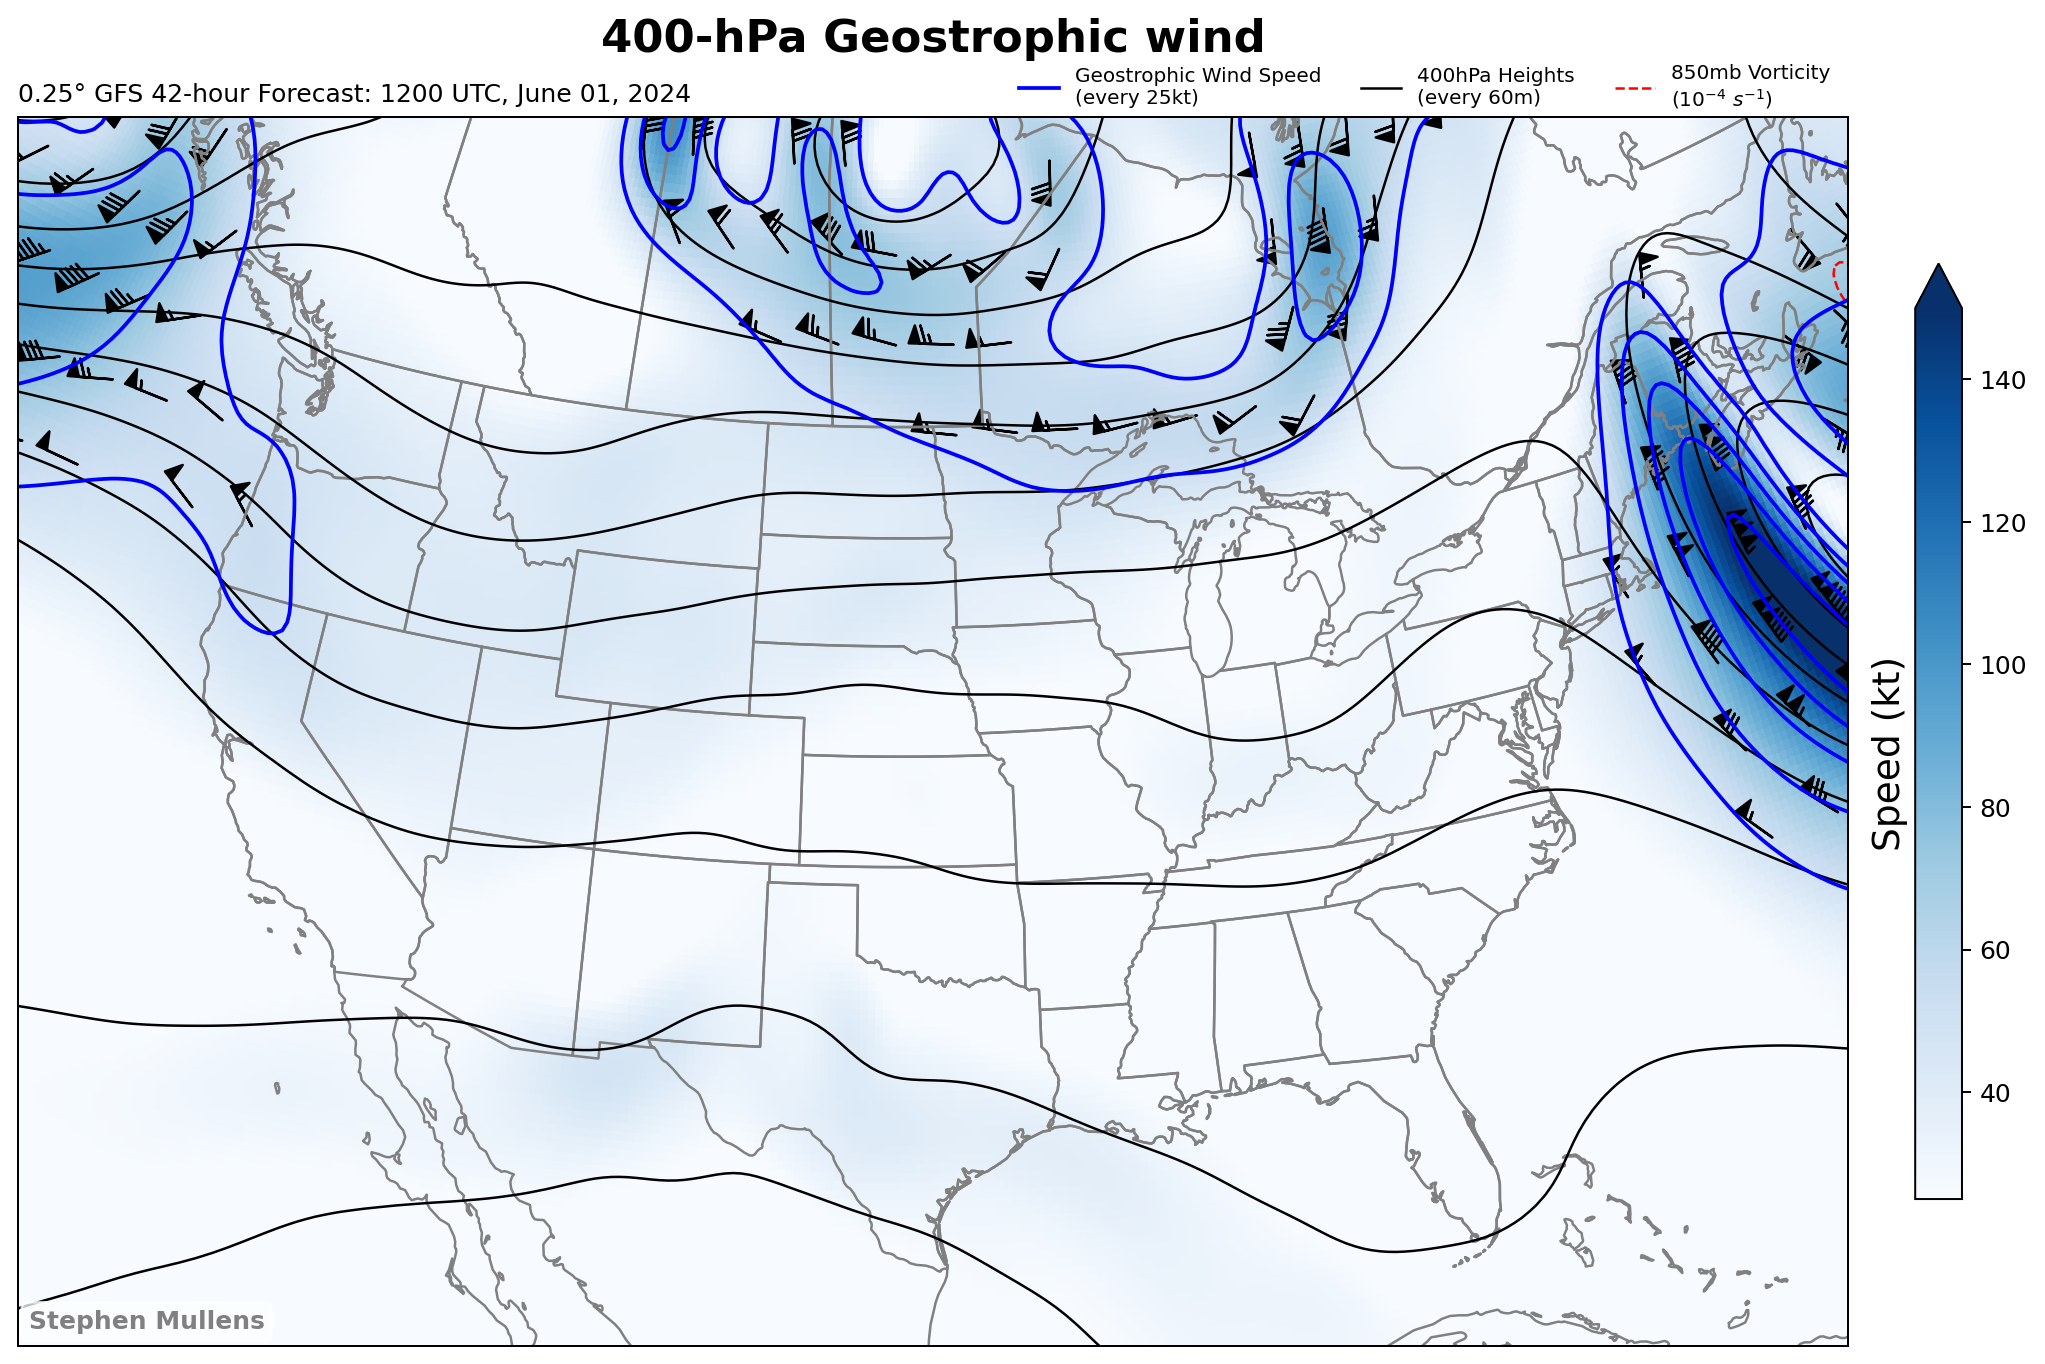 400-hPa Geostrophic wind
0.25° GFS 42-hour Forecast: 1200 UTC, June 01, 2024
Geostrophic Wind Speed
(every 25kt)
400hPa Heights
(every 60m)
850mb Vorticity
(10⁻⁴ s⁻¹)
140
120
100
80
60
40
Speed (kt)
Stephen Mullens